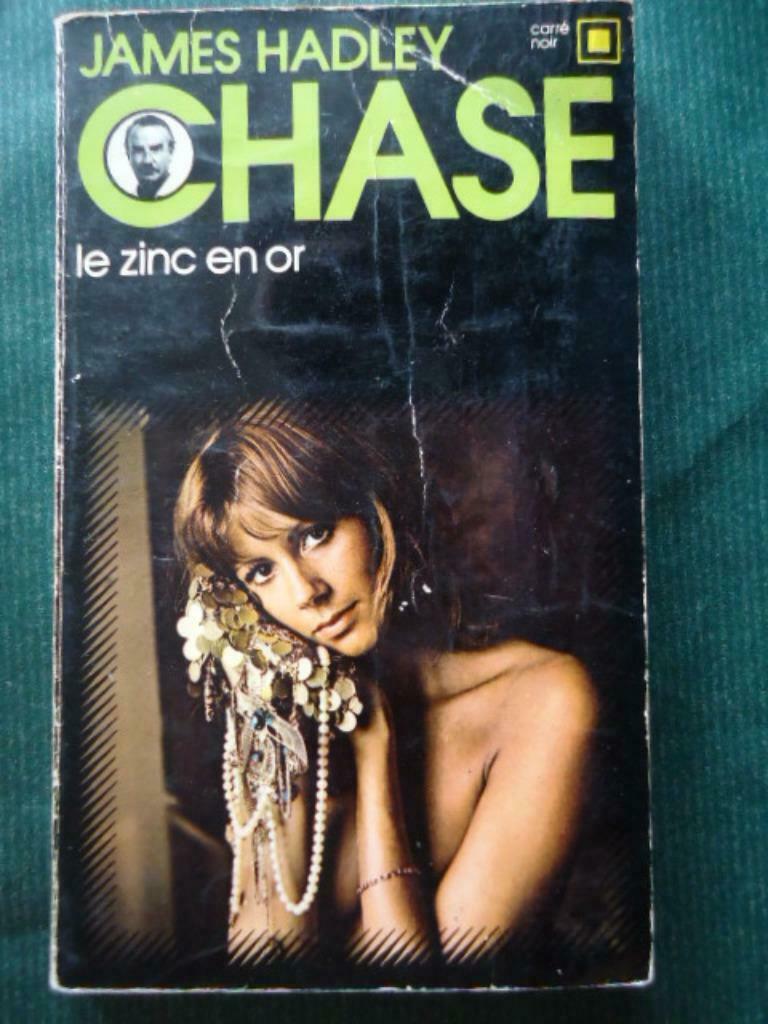 JAMES HADLEY
CHASE
carré
noir
le zinc en or